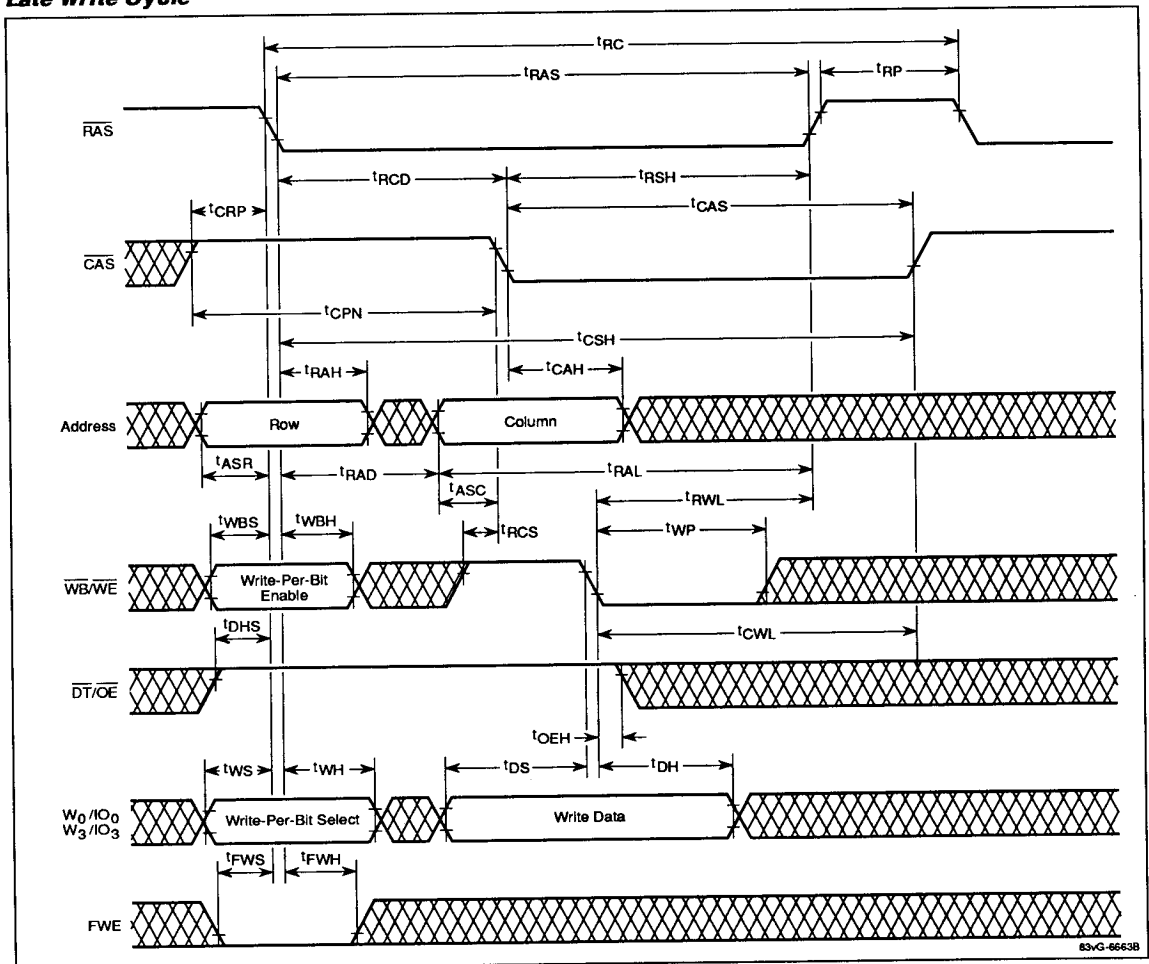 Late Write Cycle
tRC
tRAS
tRP
RAS
tRCD
tRSH
tCRP
tCAS
CAS
tCPN
tCSH
tRAH
tCAH
Address
Row
Column
tASR
tRAD
tRAL
tASC
tRWL
tWBS
tWBH
tRCS
tWP
WB/WE
Write-Per-Bit
Enable
tDHS
tCWL
DT/OE
tOEH
tWS
tWH
tDS
tDH
W0/IO0
W3/IO3
Write-Per-Bit Select
Write Data
tFWS
tFWH
FWE
83vG-6663B